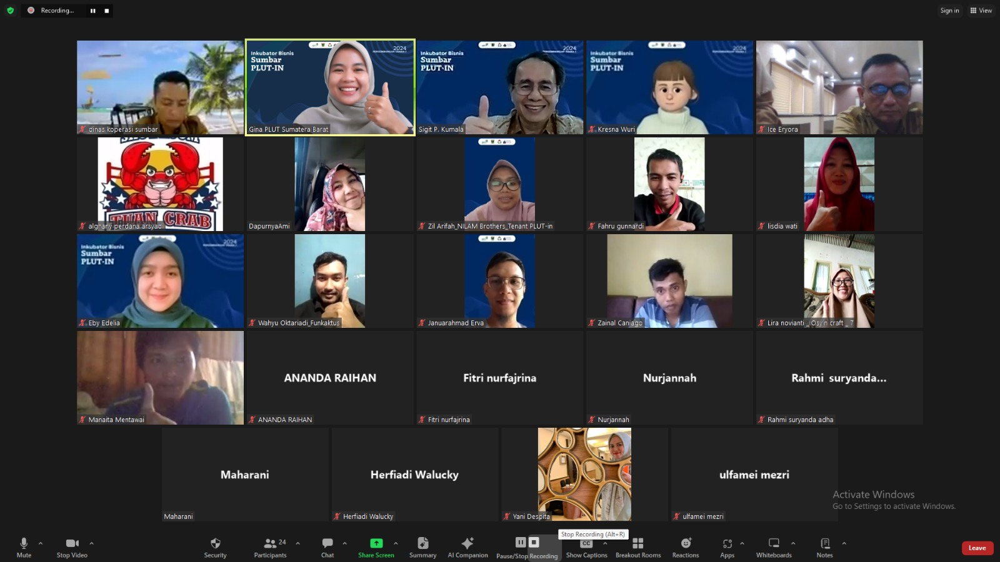 Recording...
Sign in
View
dinas koperasi sumbar
Inkubator Bisnis
Sumbar
PLUT-IN
2024
Gina PLUT Sumatera Barat
Inkubator Bisnis
Sumbar
PLUT-IN
2024
Sigit P. Kumala
Inkubator Bisnis
Sumbar
PLUT-IN
2024
Kresna Wuri
Ice Eryora
TUAN CRAB
algnany perdana arsyadi
DapurnyaAmi
Zil Arifah_NILAM Brothers_Tenant PLUT-in
Fahru gunnardi
lisdia wati
Inkubator Bisnis
Sumbar
PLUT-IN
2024
Eby Edelia
Wahyu Oktariadi_Funkaktus
Januarahmad Erva
Zainal Caniago
Lira novianti _ Osyin craft _ 7
Manaita Mentawai
ANANDA RAIHAN
ANANDA RAIHAN
Fitri nurfajrina
Fitri nurfajrina
Nurjannah
Nurjannah
Rahmi suryanda...
Rahmi suryanda adha
Maharani
Maharani
Herfiadi Walucky
Herfiadi Walucky
Yani Despita
ulfamei mezri
ulfamei mezri
Activate Windows
Go to Settings to activate Windows.
Stop Recording (Alt+R)
Mute
Stop Video
Security
24
Participants
Chat
Share Screen
Summary
AI Companion
Pause/Stop Recording
CC
Show Captions
Breakout Rooms
Reactions
Apps
Whiteboards
Notes
Leave